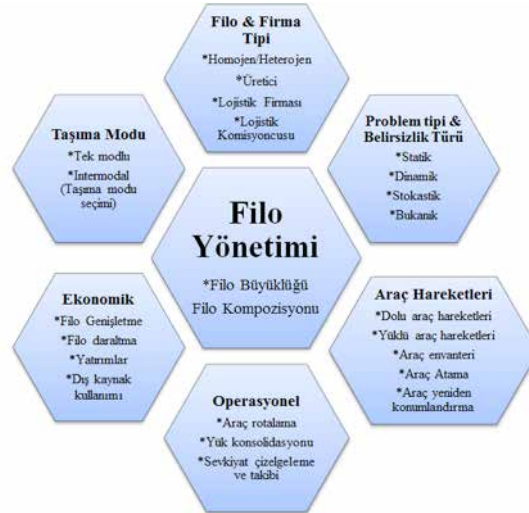 Filo & Firma
Tipi
*Homojen/Heterojen
*Üretici
*Lojistik Firması
*Lojistik
Komisyoncusu
Taşıma Modu
*Tek modlu
*Intermodal
(Taşıma modu
seçimi)
Problem tipi &
Belirsizlik Türü
*Statik
*Dinamik
*Stokastik
*Bukanık
Filo
Yönetimi
*Filo Büyüklüğü
Filo Kompozisyonu
Ekonomik
*Filo Genişletme
*Filo daraltma
*Yatırımlar
*Dış kaynak
kullanımı
Araç Hareketleri
*Dolu araç hareketleri
*Yüklü araç hareketleri
*Araç envanteri
*Araç Atama
*Araç yeniden
konumlandırma
Operasyonel
*Araç rotalama
*Yük konsolidasyonu
*Sevkiyat çizelgeleme
ve takibi